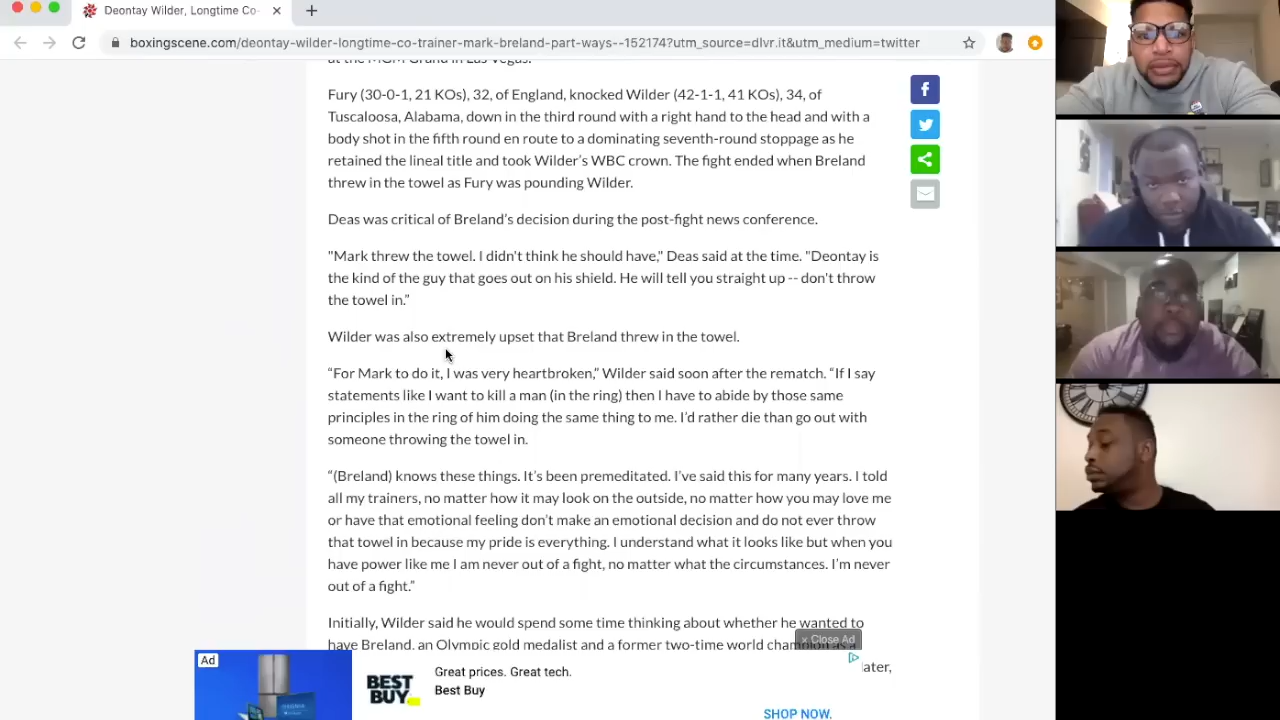 Deontay Wilder, Longtime Co-
boxingscene.com/deontay-wilder-longtime-co-trainer-mark-breland-part-ways--152174?utm_source=dlvr.it&utm_medium=twitter
at the MGM Grand in Las Vegas.
Fury (30-0-1, 21 KOs), 32, of England, knocked Wilder (42-1-1, 41 KOs), 34, of
Tuscaloosa, Alabama, down in the third round with a right hand to the head and with a
body shot in the fifth round en route to a dominating seventh-round stoppage as he
retained the lineal title and took Wilder’s WBC crown. The fight ended when Breland
threw in the towel as Fury was pounding Wilder.
Deas was critical of Breland’s decision during the post-fight news conference.
"Mark threw the towel. I didn't think he should have," Deas said at the time. "Deontay is
the kind of the guy that goes out on his shield. He will tell you straight up -- don't throw
the towel in.”
Wilder was also extremely upset that Breland threw in the towel.
“For Mark to do it, I was very heartbroken,” Wilder said soon after the rematch. “If I say
statements like I want to kill a man (in the ring) then I have to abide by those same
principles in the ring of him doing the same thing to me. I’d rather die than go out with
someone throwing the towel in.
“(Breland) knows these things. It’s been premeditated. I’ve said this for many years. I told
all my trainers, no matter how it may look on the outside, no matter how you may love me
or have that emotional feeling don’t make an emotional decision and do not ever throw
that towel in because my pride is everything. I understand what it looks like but when you
have power like me I am never out of a fight, no matter what the circumstances. I’m never
out of a fight.”
Initially, Wilder said he would spend some time thinking about whether he wanted to
have Breland, an Olympic gold medalist and a former two-time world champion as a
× Close Ad
later,
Ad
BEST BUY
Great prices. Great tech.
Best Buy
SHOP NOW.